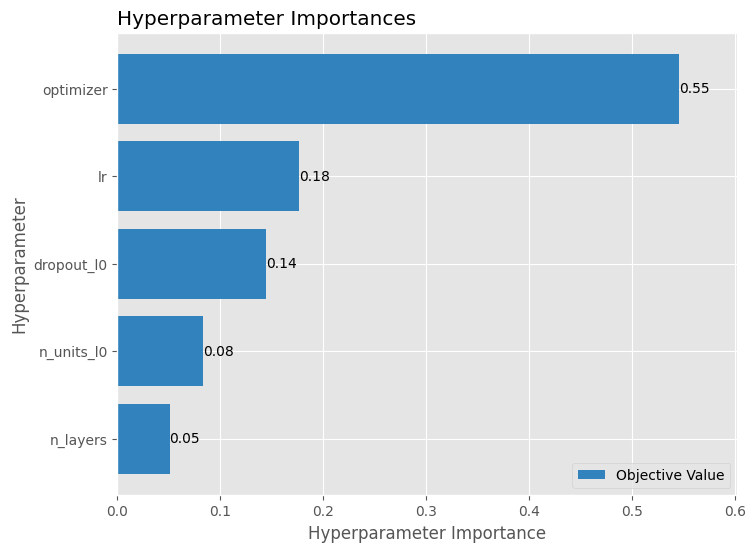 Hyperparameter Importances
optimizer
0.55
lr
0.18
dropout_l0
0.14
n_units_l0
0.08
n_layers
0.05
Objective Value
0.0 0.1 0.2 0.3 0.4 0.5 0.6
Hyperparameter Importance
Hyperparameter